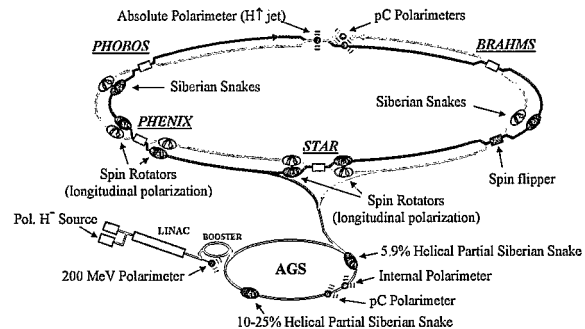 Absolute Polarimeter (H↑ jet)
pC Polarimeters
PHOBOS
BRAHMS
Siberian Snakes
Siberian Snakes
PHENIX
STAR
Spin Rotators
(longitudinal polarization)
Spin flipper
Spin Rotators
(longitudinal polarization)
Pol. H⁻ Source
LINAC
BOOSTER
5.9% Helical Partial Siberian Snake
AGS
200 MeV Polarimeter
Internal Polarimeter
pC Polarimeter
10-25% Helical Partial Siberian Snake